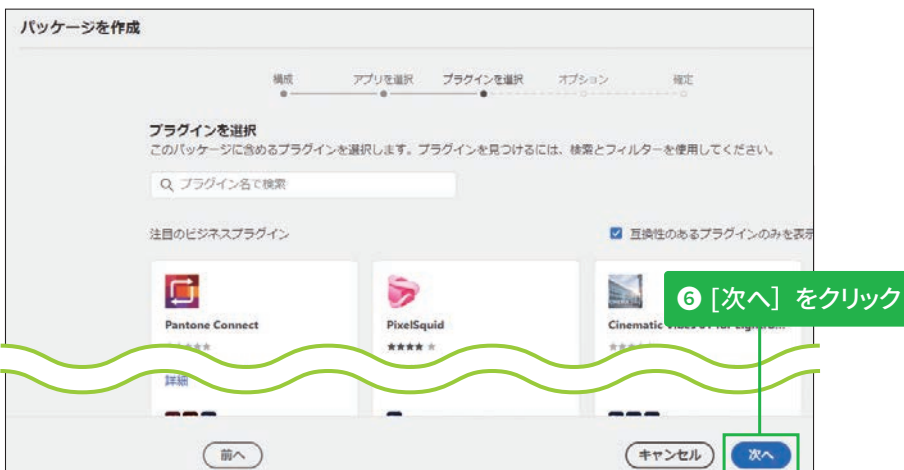 パッケージを作成
構成 アプリを選択 プラグインを選択 オプション 確定
プラグインを選択
このパッケージに含めるプラグインを選択します。プラグインを見つけるには、検索とフィルターを使用してください。
プラグイン名で検索
注目のビジネスプラグイン 互換性のあるプラグインのみを表示
❻［次へ］をクリック
Pantone Connect PixelSquid Cinematic
詳細
前へ キャンセル 次へ